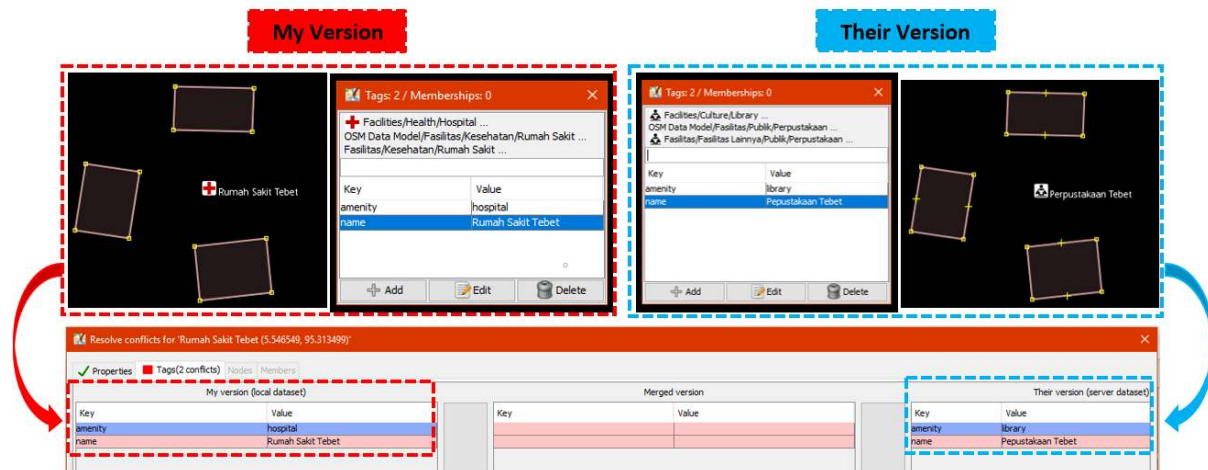 My Version
Their Version
Tags: 2 / Memberships: 0
Facilities/Health/Hospital ...
OSM Data Model/Fasilitas/Kesehatan/Rumah Sakit ...
Fasilitas/Kesehatan/Rumah Sakit ...
Key Value
amenity hospital
name Rumah Sakit Tebet
Add Edit Delete
Rumah Sakit Tebet
Tags: 2 / Memberships: 0
Facilities/Culture/Library ...
OSM Data Model/Fasilitas/Publik/Perpustakaan ...
Fasilitas/Fasilitas Lainnya/Publik/Perpustakaan ...
Key Value
amenity library
name Pepustakaan Tebet
Add Edit Delete
Perpustakaan Tebet
Resolve conflicts for 'Rumah Sakit Tebet (5.546549, 95.313499)'
Properties Tags(2 conflicts) Nodes Members
My version (local dataset) Merged version Their version (server dataset)
Key Value Key Value Key Value
amenity hospital amenity library
name Rumah Sakit Tebet name Pepustakaan Tebet